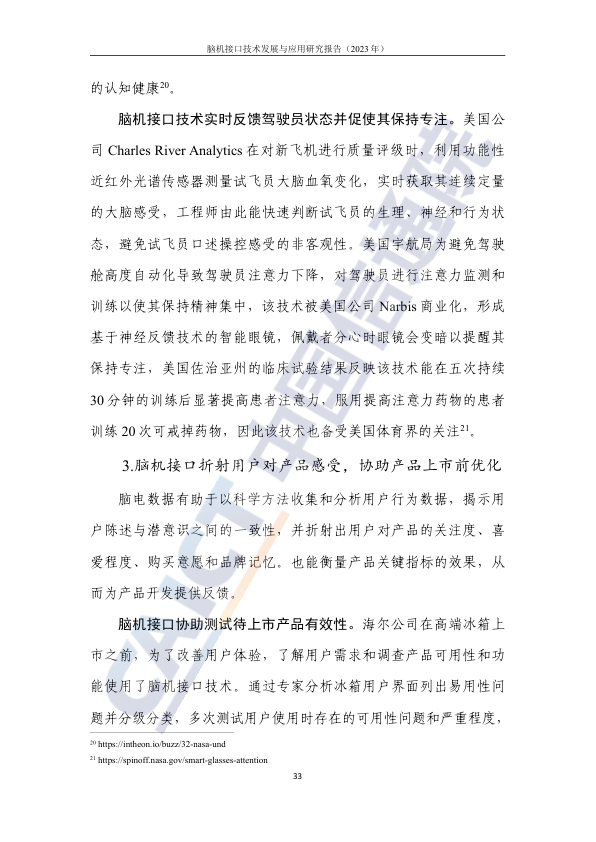 脑机接口技术发展与应用研究报告（2023 年）
的认知健康20。
脑机接口技术实时反馈驾驶员状态并促使其保持专注。美国公
司 Charles River Analytics 在对新飞机进行质量评级时，利用功能性
近红外光谱传感器测量试飞员大脑血氧变化，实时获取其连续定量
的大脑感受，工程师由此能快速判断试飞员的生理、神经和行为状
态，避免试飞员口述操控感受的非客观性。美国宇航局为避免驾驶
舱高度自动化导致驾驶员注意力下降，对驾驶员进行注意力监测和
训练以使其保持精神集中，该技术被美国公司 Narbis 商业化，形成
基于神经反馈技术的智能眼镜，佩戴者分心时眼镜会变暗以提醒其
保持专注，美国佐治亚州的临床试验结果反映该技术能在五次持续
30 分钟的训练后显著提高患者注意力，服用提高注意力药物的患者
训练 20 次可戒掉药物，因此该技术也备受美国体育界的关注21。
3.脑机接口折射用户对产品感受，协助产品上市前优化
脑电数据有助于以科学方法收集和分析用户行为数据，揭示用
户陈述与潜意识之间的一致性，并折射出用户对产品的关注度、喜
爱程度、购买意愿和品牌记忆。也能衡量产品关键指标的效果，从
而为产品开发提供反馈。
脑机接口协助测试待上市产品有效性。海尔公司在高端冰箱上
市之前，为了改善用户体验，了解用户需求和调查产品可用性和功
能使用了脑机接口技术。通过专家分析冰箱用户界面列出易用性问
题并分级分类，多次测试用户使用时存在的可用性问题和严重程度，
20 https://intheon.io/buzz/32-nasa-und
21 https://spinoff.nasa.gov/smart-glasses-attention
33
CAICT 中国信通院